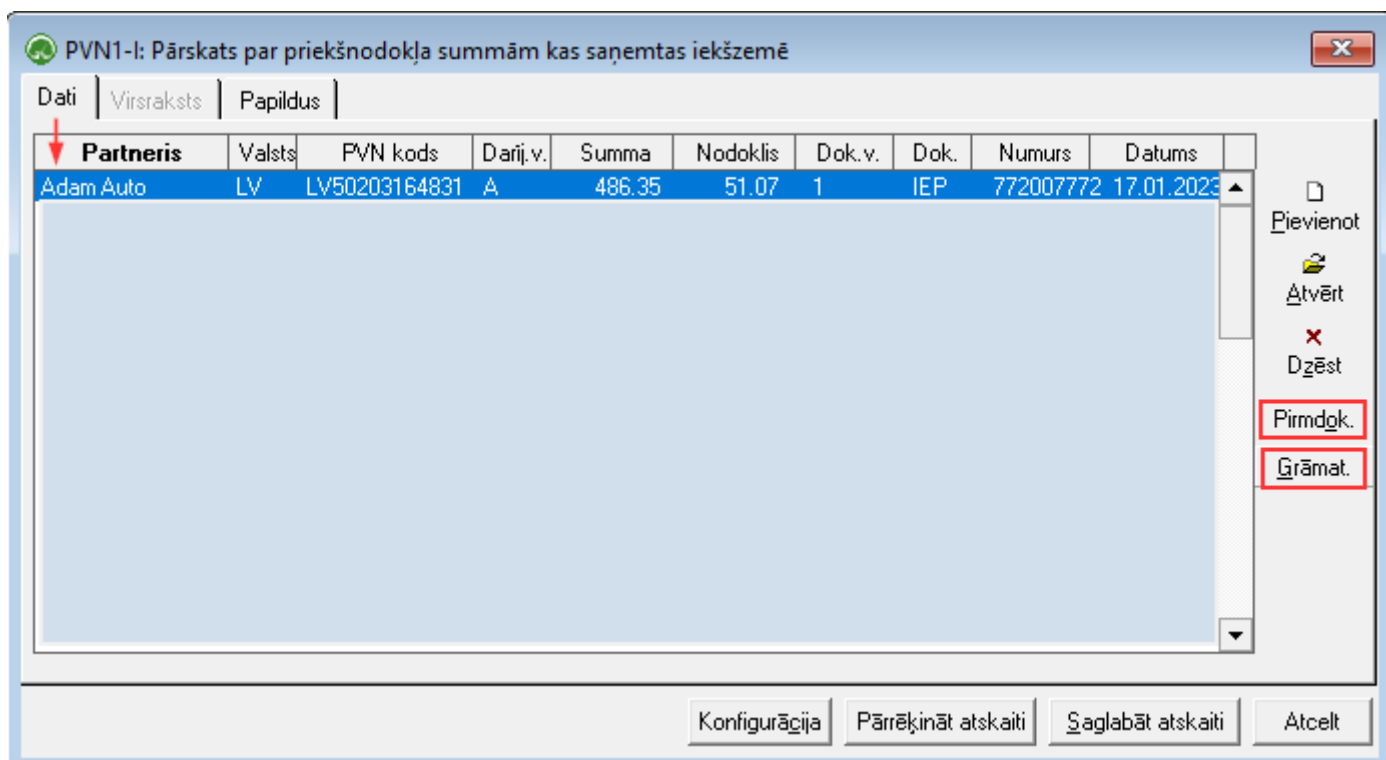 PVN1-I: Pārskats par priekšnodokļa summām kas saņemtas iekšzemē
Dati Virsraksts Papildus
Partneris Valsts PVN kods Darij.v. Summa Nodoklis Dok.v. Dok. Numurs Datums
Adam Auto LV LV50203164831 A 486.35 51.07 1 IEP 772007772 17.01.2023
Pievienot
Atvērt
Dzēst
Pirmdok.
Grāmat.
Konfigurācija Pārrēķināt atskaiti Saglabāt atskaiti Atcelt